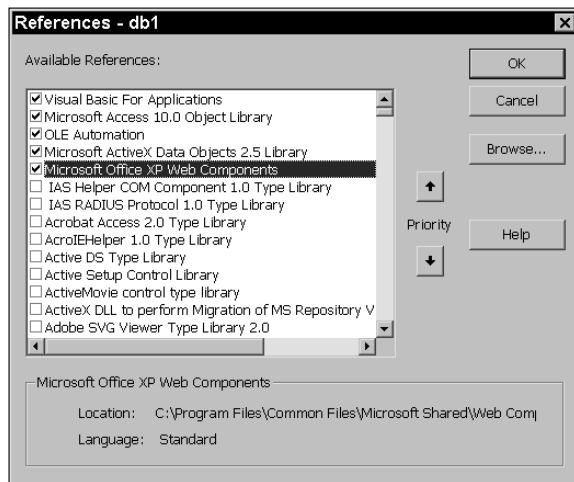 References - db1
Available References:
Visual Basic For Applications
Microsoft Access 10.0 Object Library
OLE Automation
Microsoft ActiveX Data Objects 2.5 Library
Microsoft Office XP Web Components
IAS Helper COM Component 1.0 Type Library
IAS RADIUS Protocol 1.0 Type Library
Acrobat Access 2.0 Type Library
AcroIEHelper 1.0 Type Library
Active DS Type Library
Active Setup Control Library
ActiveMovie control type library
ActiveX DLL to perform Migration of MS Repository V
Adobe SVG Viewer Type Library 2.0
Priority
OK
Cancel
Browse...
Help
Microsoft Office XP Web Components
Location: C:\Program Files\Common Files\Microsoft Shared\Web Comp
Language: Standard